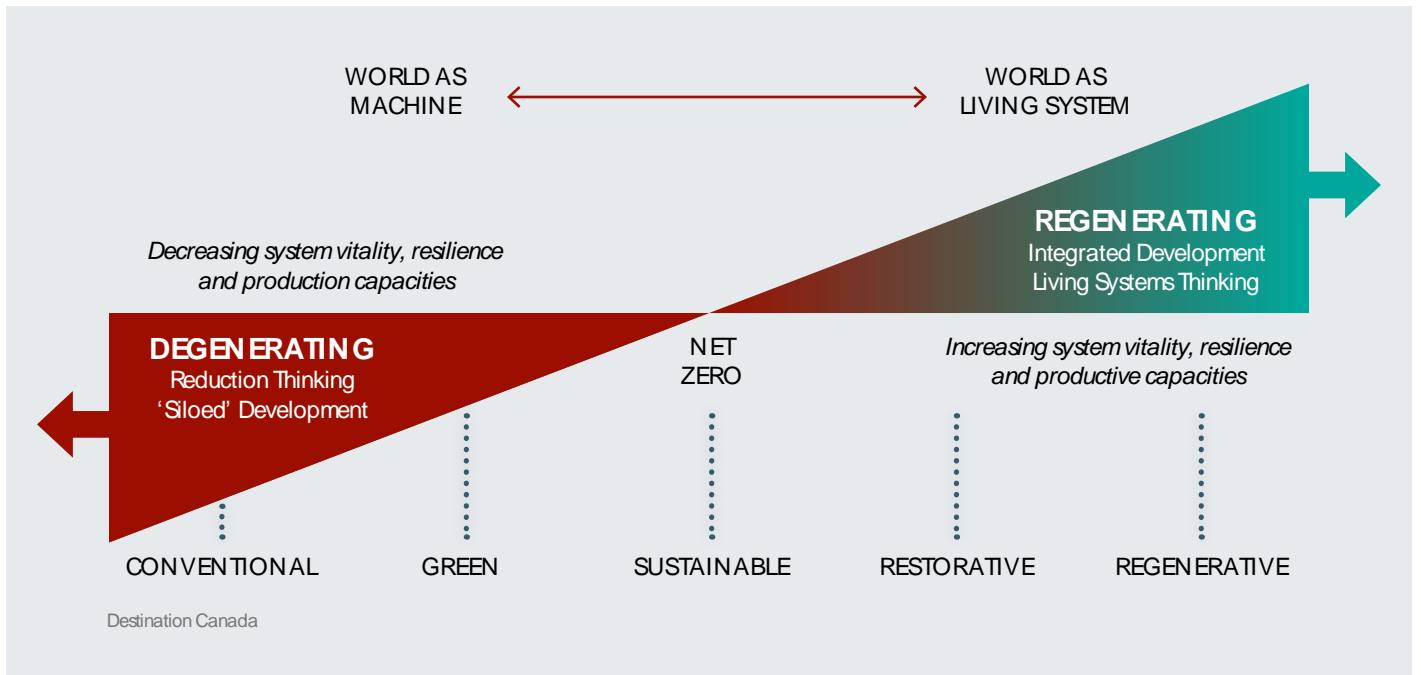 WORLD AS
MACHINE
WORLD AS
LIVING SYSTEM
Decreasing system vitality, resilience
and production capacities
REGENERATING
Integrated Development
Living Systems Thinking
DEGENERATING
Reduction Thinking
‘Siloed’ Development
NET
ZERO
Increasing system vitality, resilience
and productive capacities
CONVENTIONAL
GREEN
SUSTAINABLE
RESTORATIVE
REGENERATIVE
Destination Canada